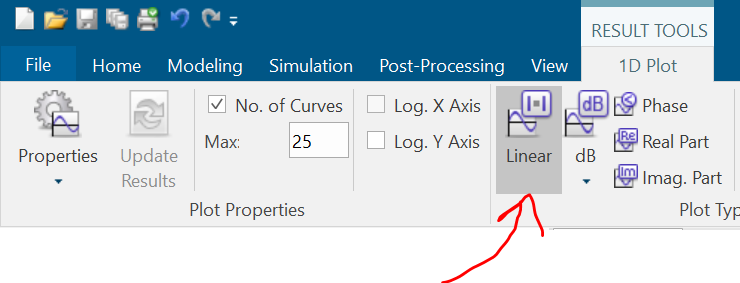 RESULT TOOLS
File Home Modeling Simulation Post-Processing View 1D Plot
No. of Curves
Max: 25
Log. X Axis
Log. Y Axis
Properties
Update
Results
Plot Properties
|=|
Linear
dB
dB
Phase
Re
Real Part
Im
Imag. Part
Plot Typ